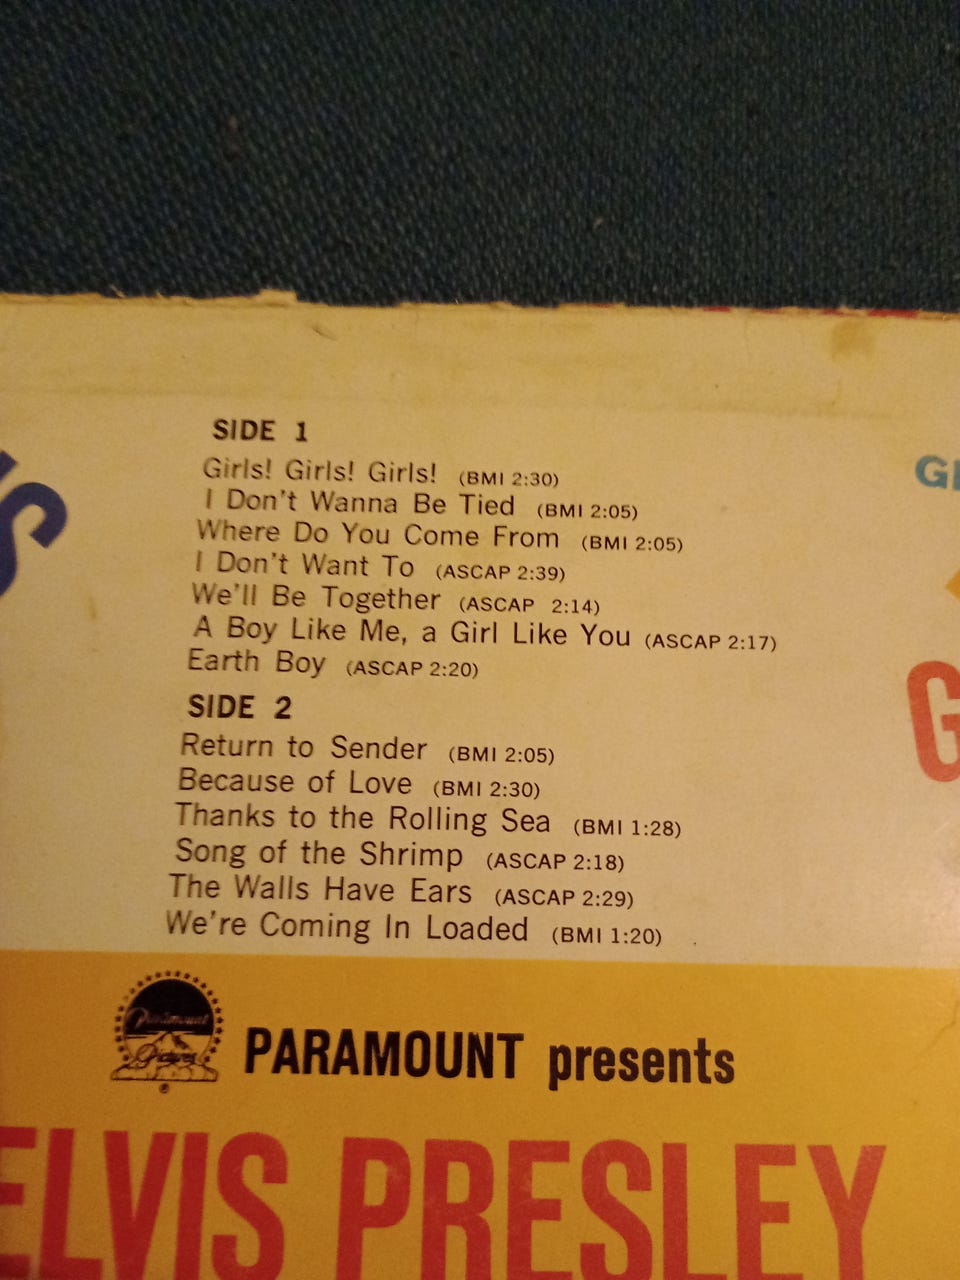 SIDE 1
Girls! Girls! Girls! (BMI 2:30)
I Don't Wanna Be Tied (BMI 2:05)
Where Do You Come From (BMI 2:05)
I Don't Want To (ASCAP 2:39)
We'll Be Together (ASCAP 2:14)
A Boy Like Me, a Girl Like You (ASCAP 2:17)
Earth Boy (ASCAP 2:20)
SIDE 2
Return to Sender (BMI 2:05)
Because of Love (BMI 2:30)
Thanks to the Rolling Sea (BMI 1:28)
Song of the Shrimp (ASCAP 2:18)
The Walls Have Ears (ASCAP 2:29)
We're Coming In Loaded (BMI 1:20)
Paramount
Pictures
PARAMOUNT presents
ELVIS PRESLEY